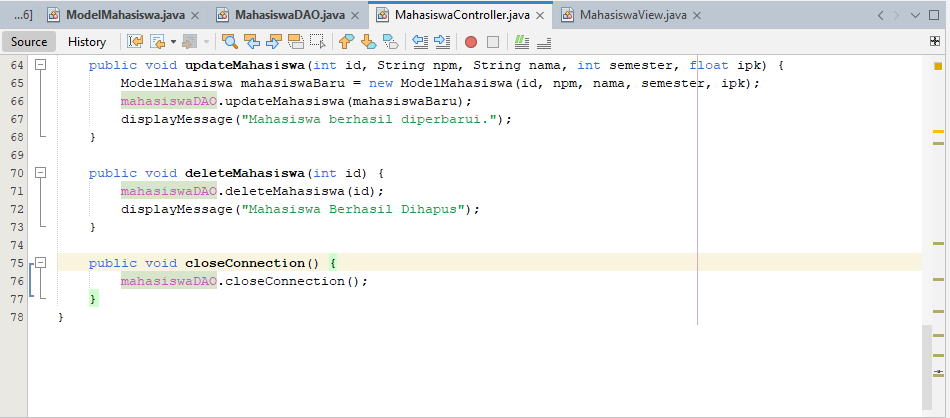 ...6] ModelMahasiswa.java MahasiswaDAO.java MahasiswaController.java MahasiswaView.java
Source History
64 public void updateMahasiswa(int id, String npm, String nama, int semester, float ipk) {
65 ModelMahasiswa mahasiswaBaru = new ModelMahasiswa(id, npm, nama, semester, ipk);
66 mahasiswaDAO.updateMahasiswa(mahasiswaBaru);
67 displayMessage("Mahasiswa berhasil diperbarui.");
68 }
69
70 public void deleteMahasiswa(int id) {
71 mahasiswaDAO.deleteMahasiswa(id);
72 displayMessage("Mahasiswa Berhasil Dihapus");
73 }
74
75 public void closeConnection() {
76 mahasiswaDAO.closeConnection();
77 }
78 }